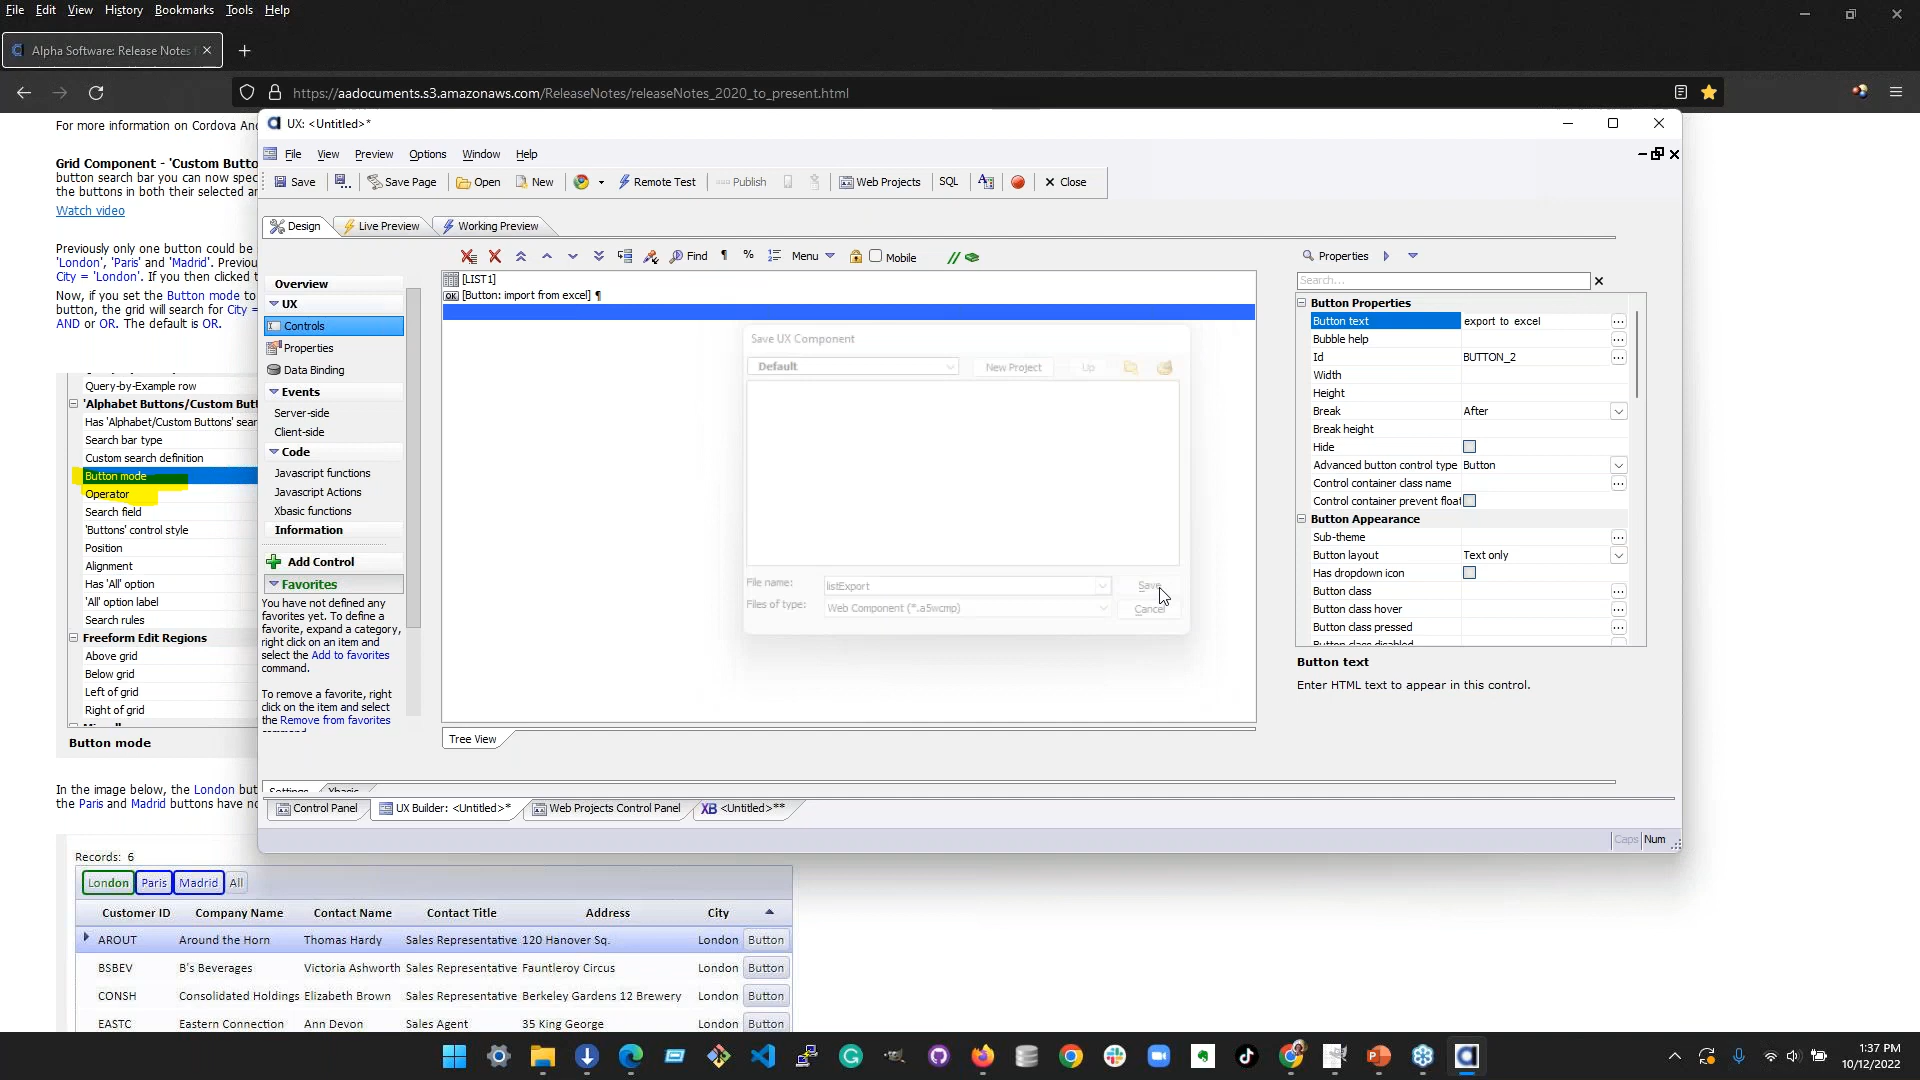 File Edit View History Bookmarks Tools Help
Alpha Software: Release Notes
https://aadocuments.s3.amazonaws.com/ReleaseNotes/releaseNotes_2020_to_present.html
For more information on Cordova And
Grid Component - 'Custom Butto
button search bar you can now spec
the buttons in both their selected an
Watch video
Previously only one button could be
'London', 'Paris' and 'Madrid'. Previou
City = 'London'. If you then clicked t
Now, if you set the Button mode to
button, the grid will search for City =
AND or OR. The default is OR.
Query-by-Example row
'Alphabet Buttons/Custom Butt
Has 'Alphabet/Custom Buttons' sear
Search bar type
Custom search definition
Button mode
Operator
Search field
'Buttons' control style
Position
Alignment
Has 'All' option
'All' option label
Search rules
Freeform Edit Regions
Above grid
Below grid
Left of grid
Right of grid
Button mode
In the image below, the London but
the Paris and Madrid buttons have no
Records: 6
London Paris Madrid All
Customer ID Company Name Contact Name Contact Title Address City
AROUT Around the Horn Thomas Hardy Sales Representative 120 Hanover Sq. London Button
BSBEV B's Beverages Victoria Ashworth Sales Representative Fauntleroy Circus London Button
CONSH Consolidated Holdings Elizabeth Brown Sales Representative Berkeley Gardens 12 Brewery London Button
EASTC Eastern Connection Ann Devon Sales Agent 35 King George London Button
UX: <Untitled>*
File View Preview Options Window Help
Save Save Page Open New Remote Test Publish Web Projects SQL Close
Design Live Preview Working Preview
Find ¶ % Menu Mobile //
Overview
UX
Controls
Properties
Data Binding
Events
Server-side
Client-side
Code
Javascript functions
Javascript Actions
Xbasic functions
Information
Add Control
Favorites
You have not defined any
favorites yet. To define a
favorite, expand a category,
right click on an item and
select the Add to favorites
command.
To remove a favorite, right
click on the item and select
the Remove from favorites
[LIST1]
OK [Button: import from excel] ¶
Save UX Component
Default New Project Up
File name: listExport Save
Files of type: Web Component (*.a5wcmp) Cancel
Tree View
Settings Xbasic
Properties
Search...
Button Properties
Button text export to excel
Bubble help
Id BUTTON_2
Width
Height
Break After
Break height
Hide
Advanced button control type Button
Control container class name
Control container prevent float
Button Appearance
Sub-theme
Button layout Text only
Has dropdown icon
Button class
Button class hover
Button class pressed
Button class disabled
Button text
Enter HTML text to appear in this control.
Control Panel UX Builder: <Untitled>* Web Projects Control Panel XB <Untitled>**
Caps Num
1:37 PM
10/12/2022